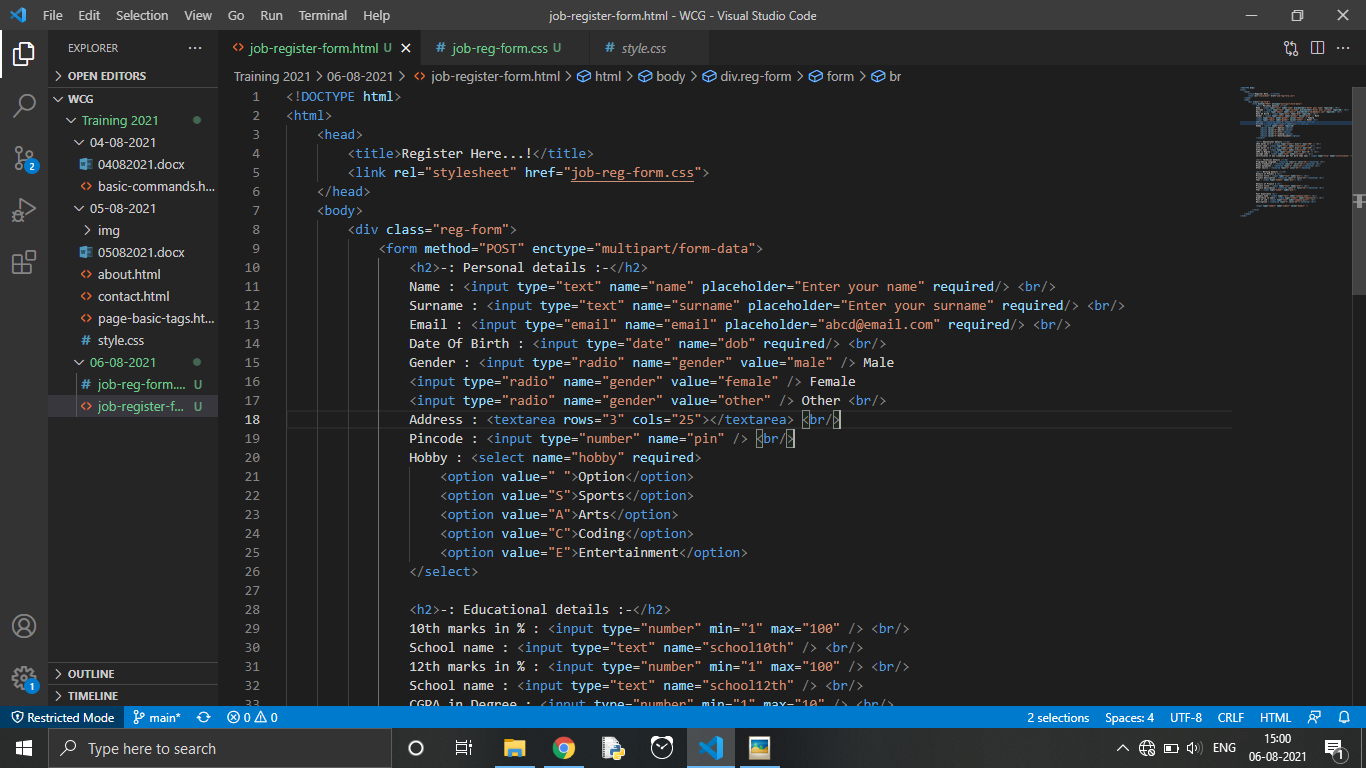 File Edit Selection View Go Run Terminal Help
job-register-form.html - WCG - Visual Studio Code
EXPLORER
OPEN EDITORS
WCG
Training 2021
04-08-2021
04082021.docx
basic-commands.h...
05-08-2021
img
05082021.docx
about.html
contact.html
page-basic-tags.ht...
style.css
06-08-2021
job-reg-form.... U
job-register-f... U
OUTLINE
TIMELINE
2
1
job-register-form.html U
job-reg-form.css U
style.css
Training 2021 > 06-08-2021 > job-register-form.html > html > body > div.reg-form > form > br
1 <!DOCTYPE html>
2 <html>
3 <head>
4 <title>Register Here...!</title>
5 <link rel="stylesheet" href="job-reg-form.css">
6 </head>
7 <body>
8 <div class="reg-form">
9 <form method="POST" enctype="multipart/form-data">
10 <h2>-: Personal details :-</h2>
11 Name : <input type="text" name="name" placeholder="Enter your name" required/> <br/>
12 Surname : <input type="text" name="surname" placeholder="Enter your surname" required/> <br/>
13 Email : <input type="email" name="email" placeholder="abcd@email.com" required/> <br/>
14 Date Of Birth : <input type="date" name="dob" required/> <br/>
15 Gender : <input type="radio" name="gender" value="male" /> Male
16 <input type="radio" name="gender" value="female" /> Female
17 <input type="radio" name="gender" value="other" /> Other <br/>
18 Address : <textarea rows="3" cols="25"></textarea> <br/>
19 Pincode : <input type="number" name="pin" /> <br/>
20 Hobby : <select name="hobby" required>
21 <option value=" ">Option</option>
22 <option value="S">Sports</option>
23 <option value="A">Arts</option>
24 <option value="C">Coding</option>
25 <option value="E">Entertainment</option>
26 </select>
27
28 <h2>-: Educational details :-</h2>
29 10th marks in % : <input type="number" min="1" max="100" /> <br/>
30 School name : <input type="text" name="school10th" /> <br/>
31 12th marks in % : <input type="number" min="1" max="100" /> <br/>
32 School name : <input type="text" name="school12th" /> <br/>
33 CGPA in Degree : <input type="number" min="1" max="10" /> <br/>
Restricted Mode main* 0 0 2 selections Spaces: 4 UTF-8 CRLF HTML
Type here to search
ENG
15:00
06-08-2021
1